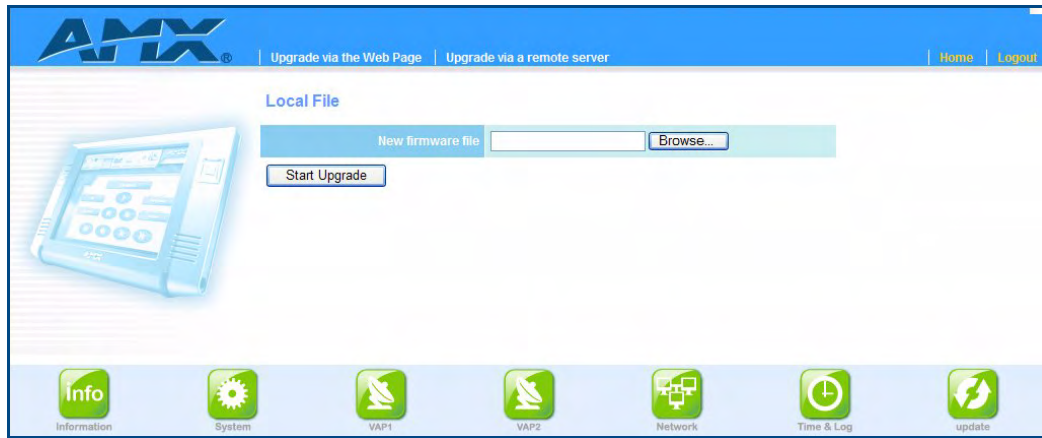 AMX®
Upgrade via the Web Page | Upgrade via a remote server
Home | Logout
Local File
New firmware file
Browse...
Start Upgrade
info
Information
System
VAP1
VAP2
Network
Time & Log
update